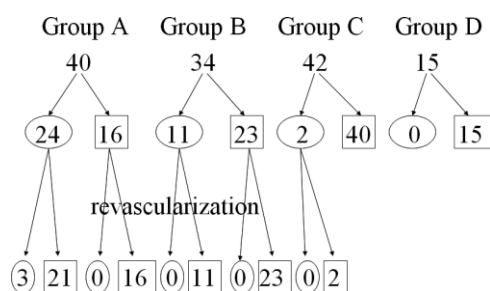 Group A Group B Group C Group D
40 34 42 15
24 16 11 23 2 40 0 15
revascularization
3 21 0 16 0 11 0 23 0 2